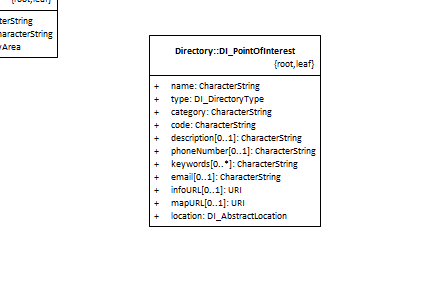 {root,leaf}
terString
haracterString
yArea
Directory::DI_PointOfInterest
{root,leaf}
+ name: CharacterString
+ type: DI_DirectoryType
+ category: CharacterString
+ code: CharacterString
+ description[0..1]: CharacterString
+ phoneNumber[0..1]: CharacterString
+ keywords[0..*]: CharacterString
+ email[0..1]: CharacterString
+ infoURL[0..1]: URI
+ mapURL[0..1]: URI
+ location: DI_AbstractLocation